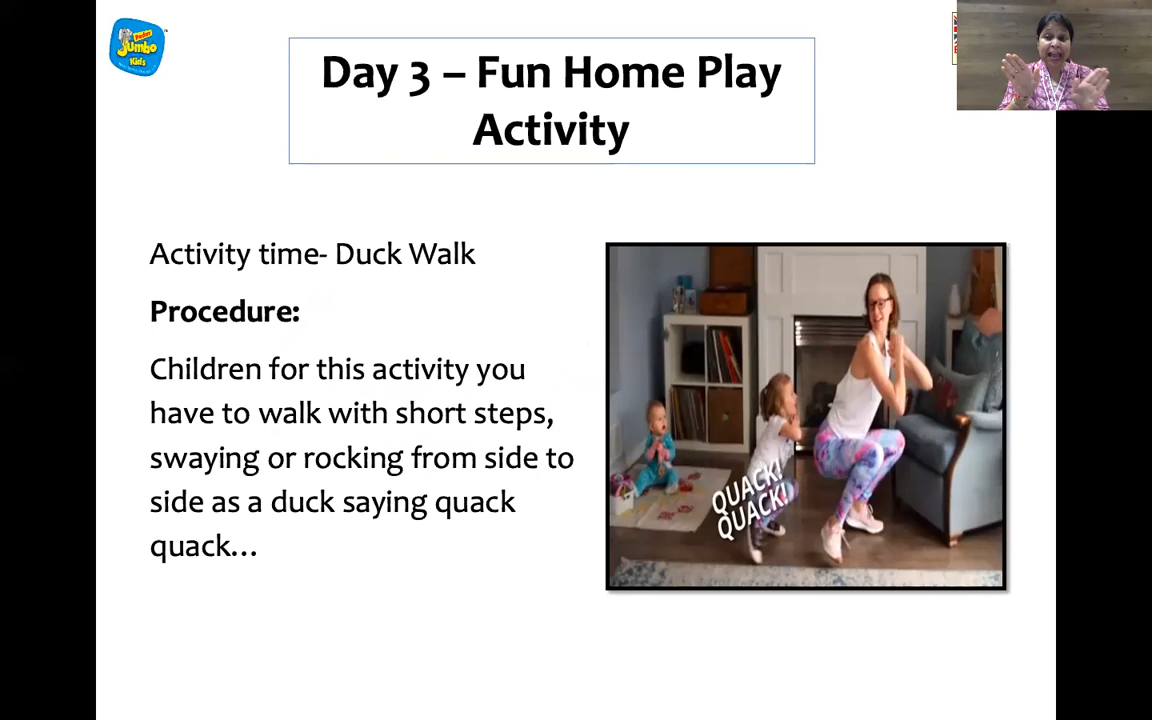 Podar
Jumbo
Kids
Day 3 – Fun Home Play
Activity
Activity time- Duck Walk
Procedure:
Children for this activity you
have to walk with short steps,
swaying or rocking from side to
side as a duck saying quack
quack…
QUACK!
QUACK!